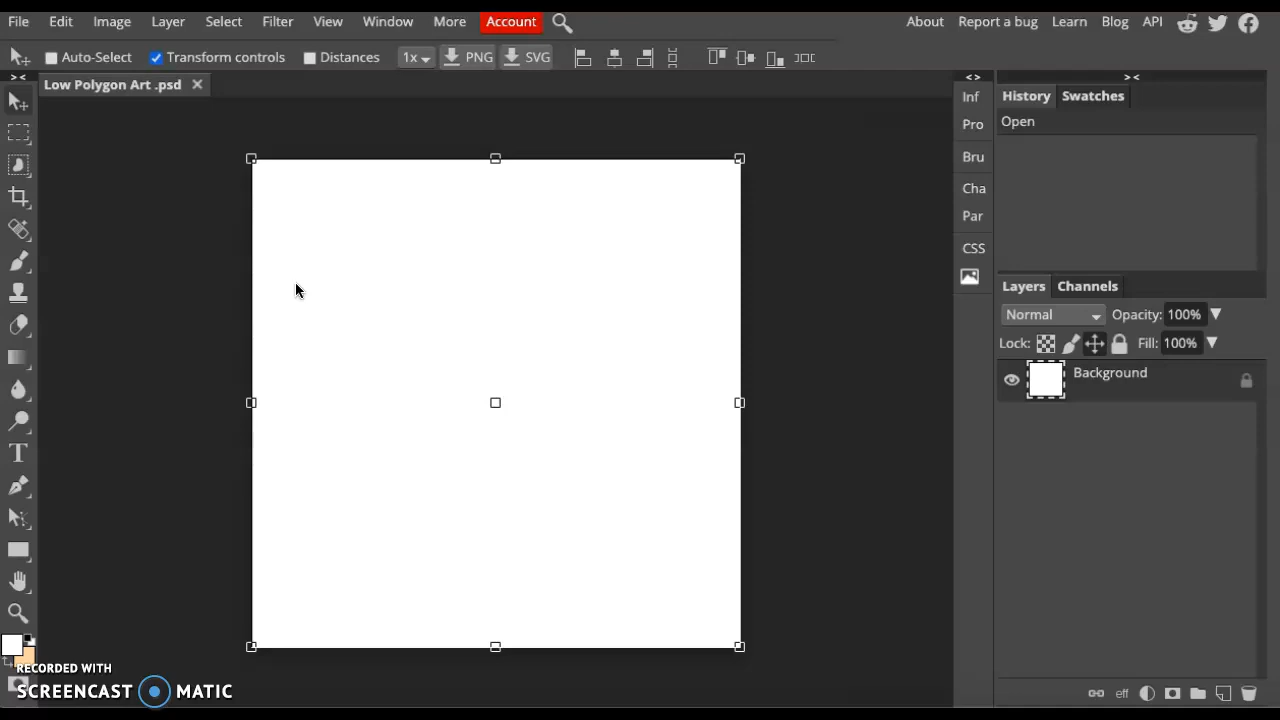 File Edit Image Layer Select Filter View Window More Account About Report a bug Learn Blog API
Auto-Select Transform controls Distances 1x PNG SVG
> < < > > <
Low Polygon Art .psd
Inf
Pro
Bru
Cha
Par
CSS
History Swatches
Open
Layers Channels
Normal Opacity: 100%
Lock: Fill: 100%
Background
eff
T
RECORDED WITH
SCREENCAST MATIC